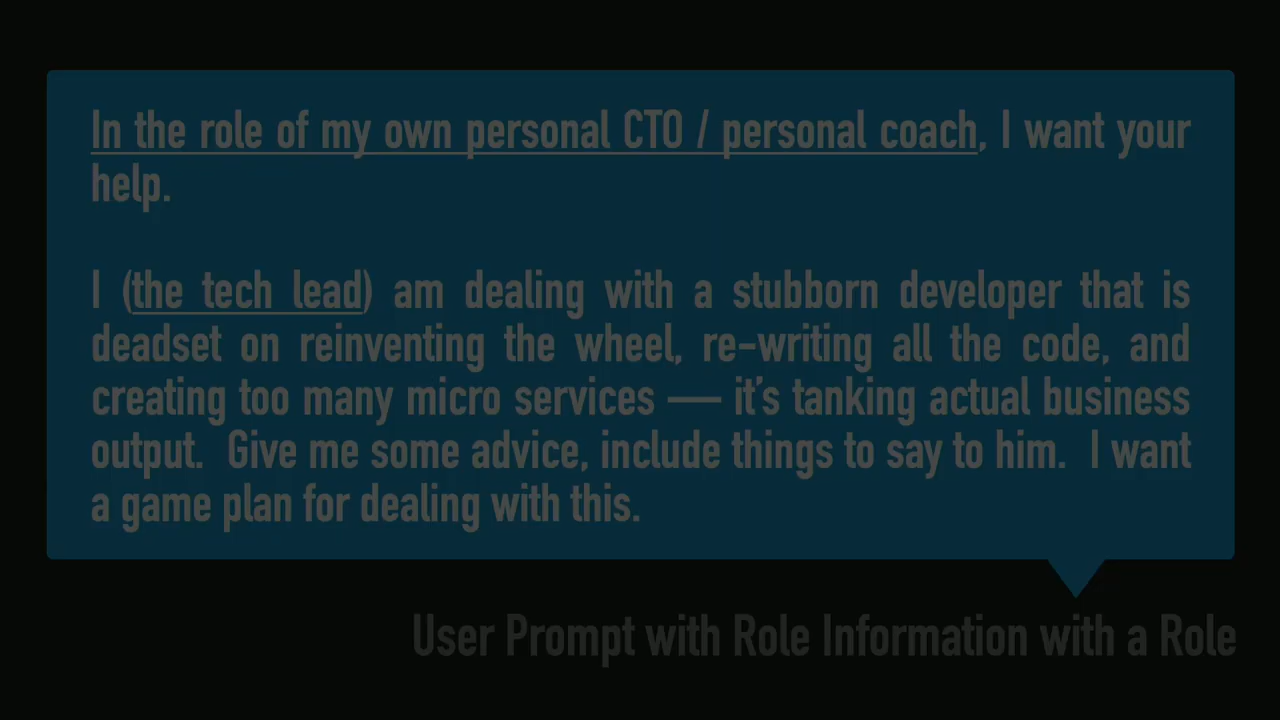 In the role of my own personal CTO / personal coach, I want your
help.
I (the tech lead) am dealing with a stubborn developer that is
deadset on reinventing the wheel, re-writing all the code, and
creating too many micro services — it’s tanking actual business
output. Give me some advice, include things to say to him. I want
a game plan for dealing with this.
User Prompt with Role Information with a Role